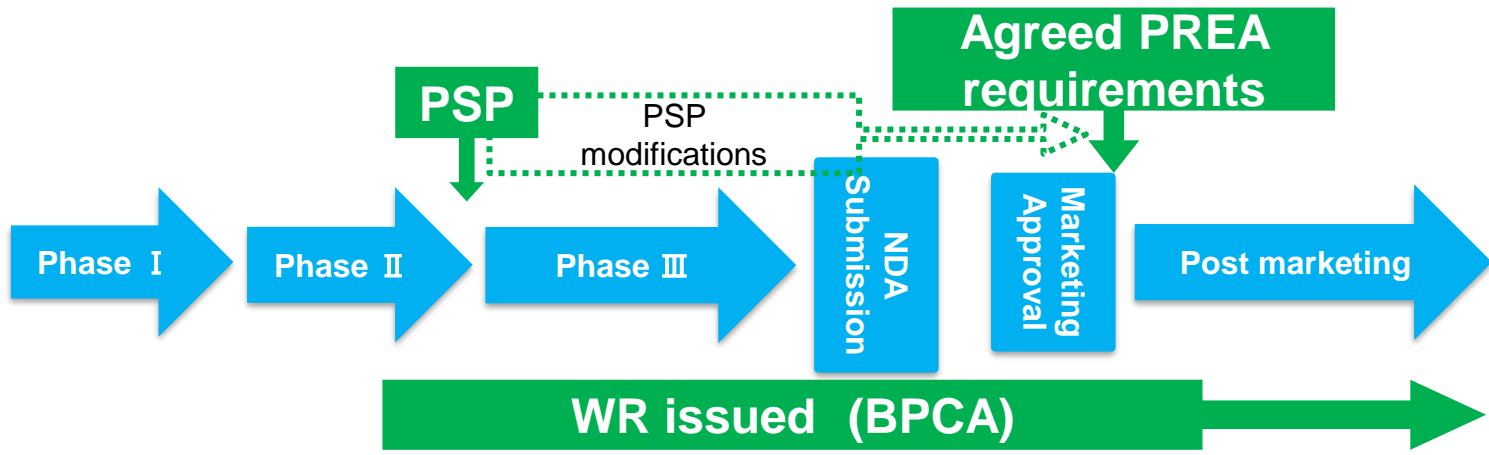 Agreed PREA
requirements
PSP
PSP
modifications
Phase Ⅰ
Phase Ⅱ
Phase Ⅲ
NDA
Submission
Marketing
Approval
Post marketing
WR issued (BPCA)